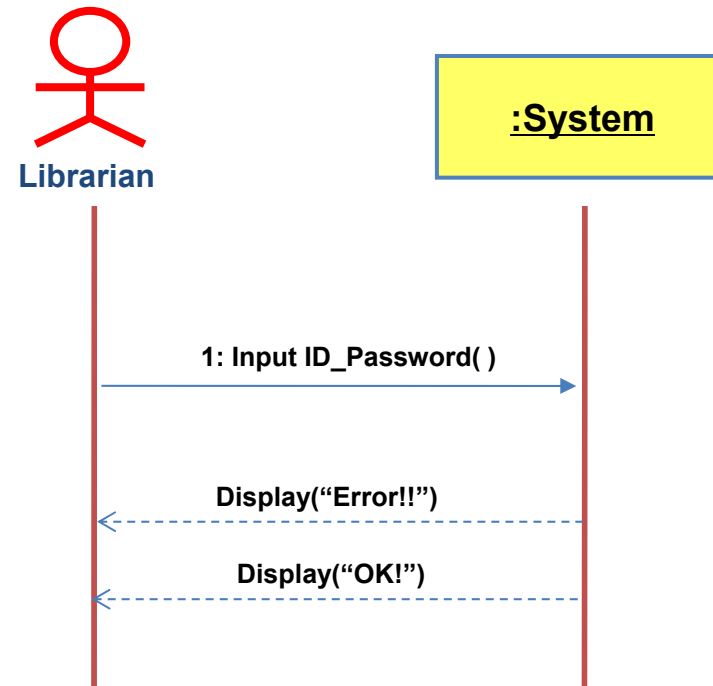 :System
Librarian
1: Input ID_Password( )
Display(“Error!!”)
Display(“OK!”)